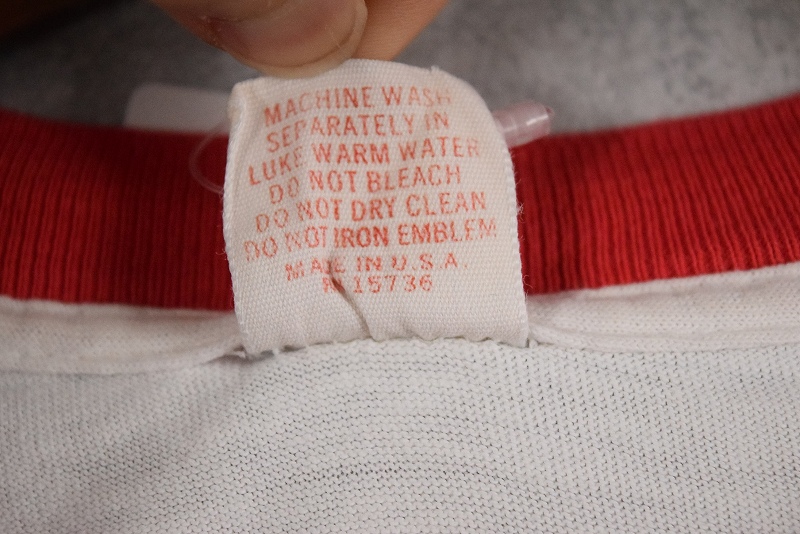 MACHINE WASH
SEPARATELY IN
LUKE WARM WATER
DO NOT BLEACH
DO NOT DRY CLEAN
DO NOT IRON EMBLEM
MADE IN U.S.A.
15736